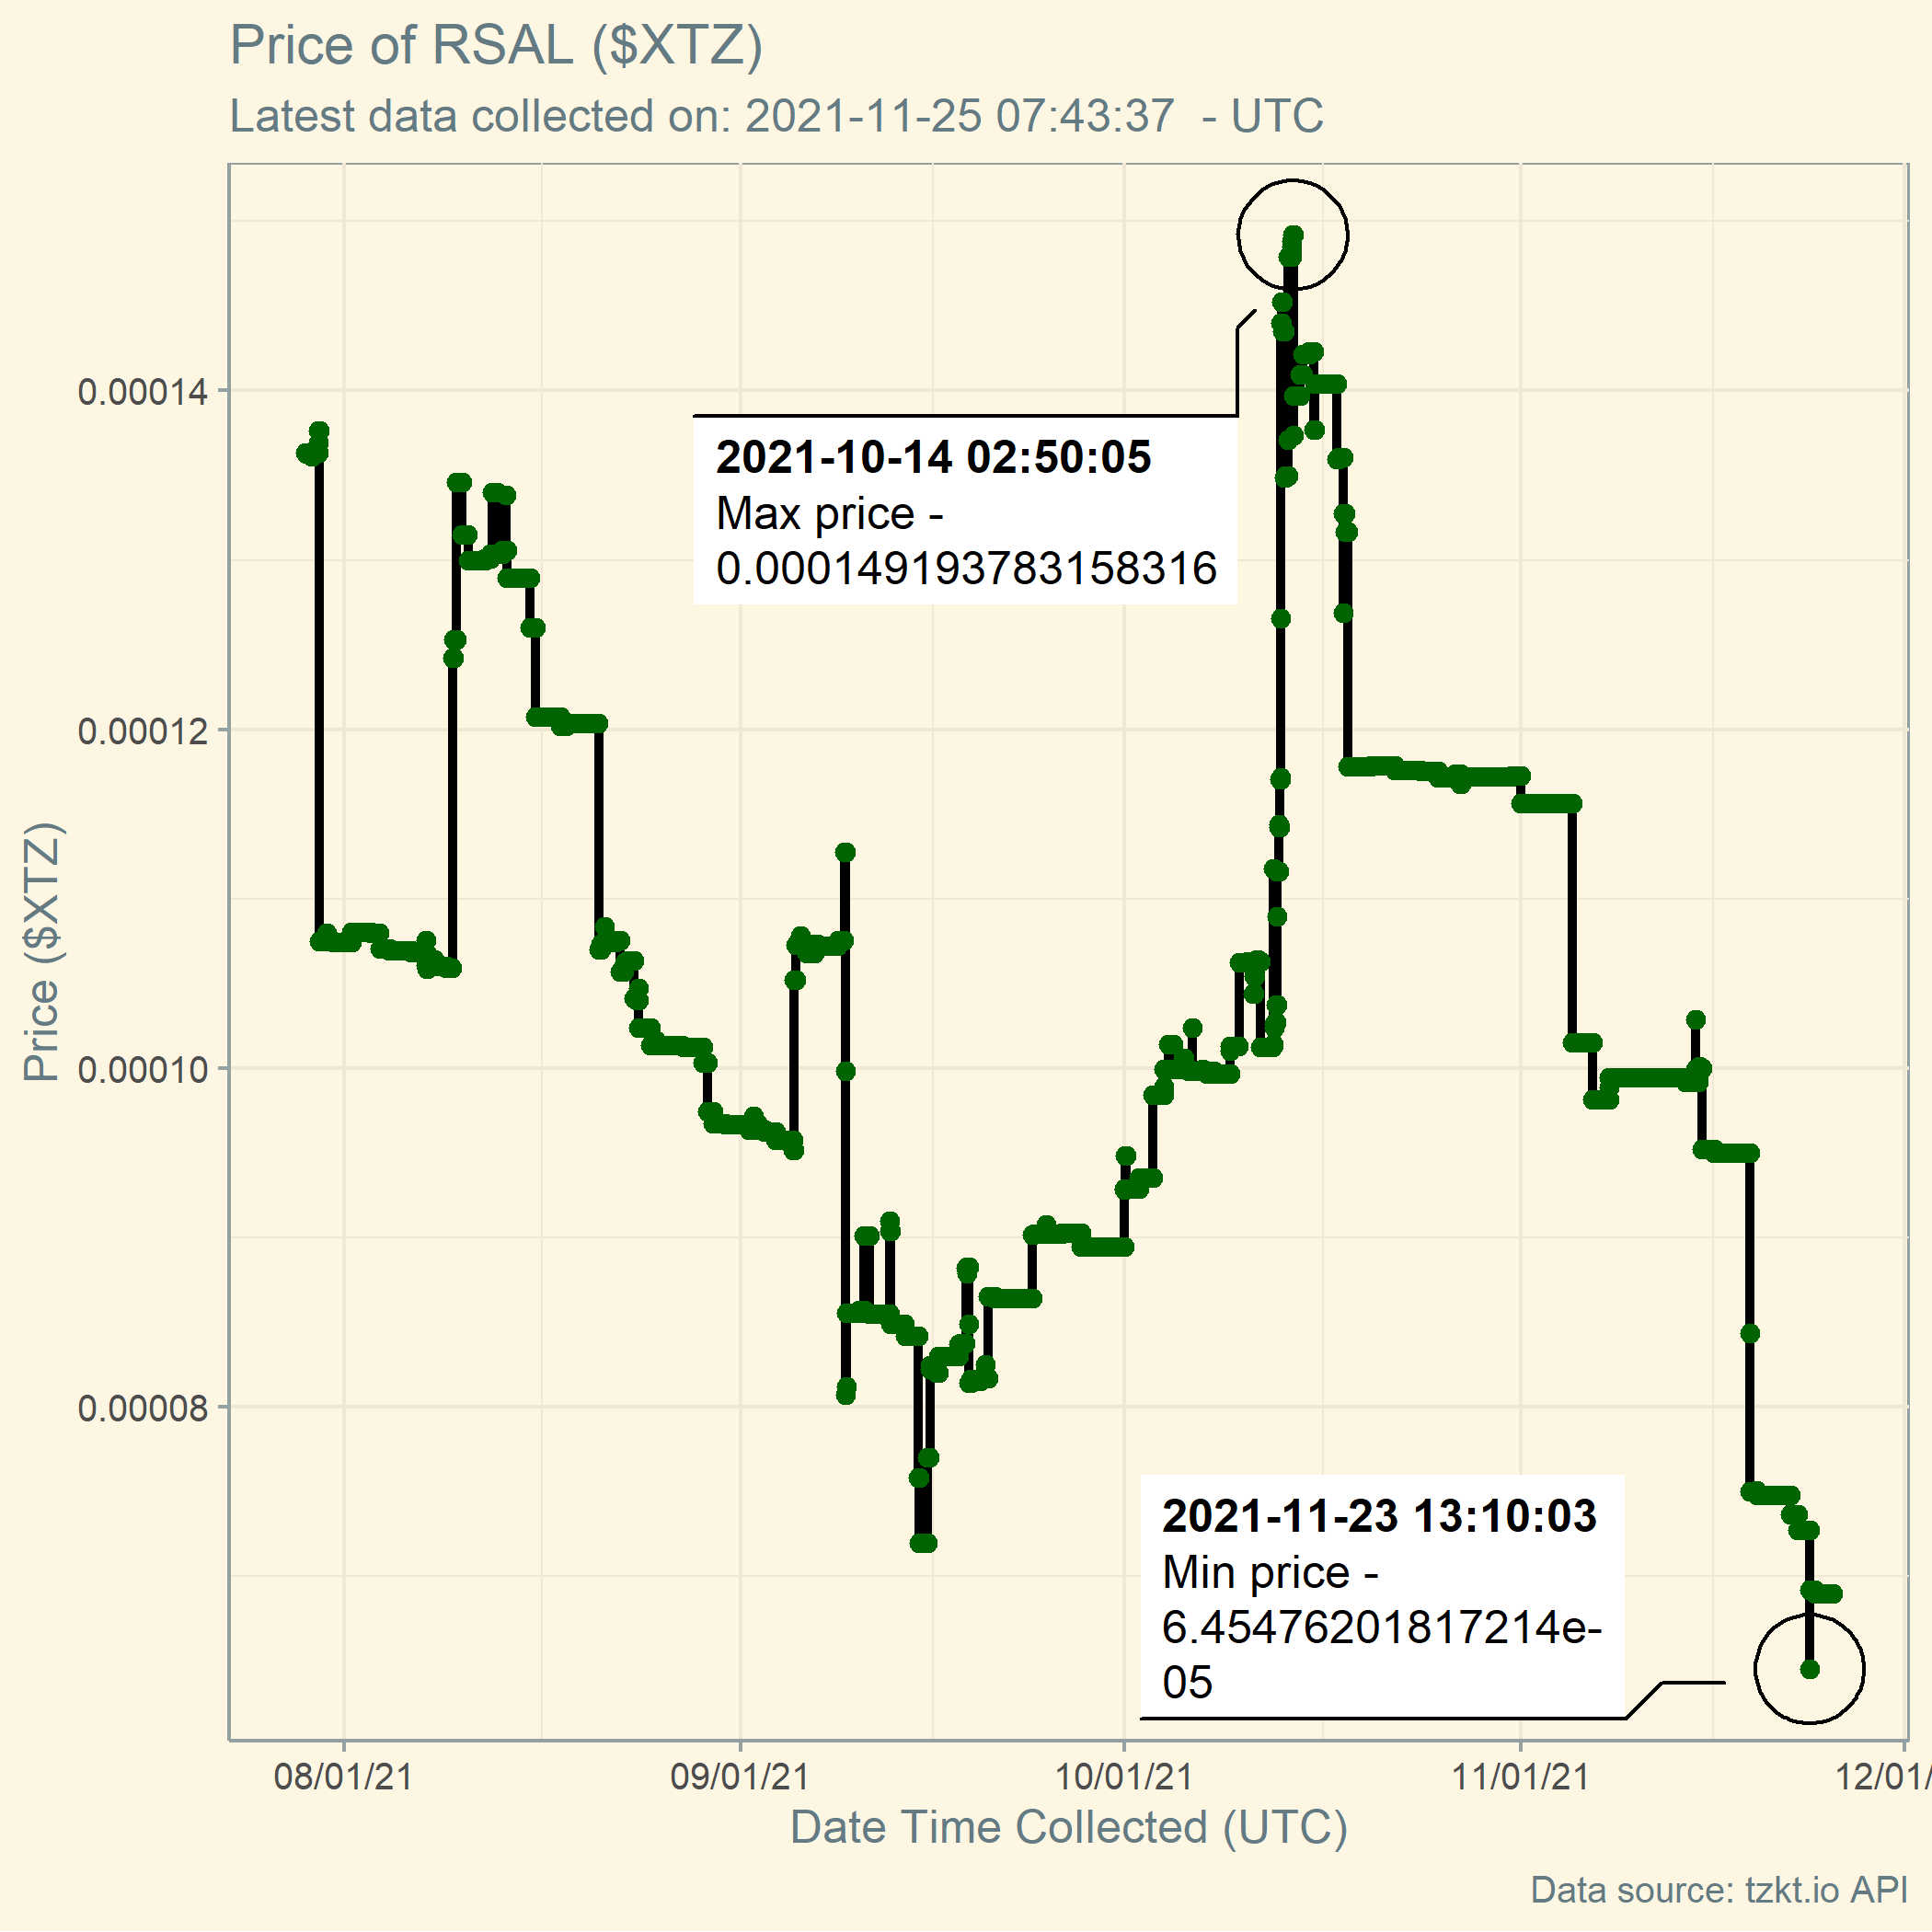 Price of RSAL ($XTZ)
Latest data collected on: 2021-11-25 07:43:37 - UTC
Price ($XTZ)
0.00014
0.00012
0.00010
0.00008
2021-10-14 02:50:05
Max price -
0.000149193783158316
2021-11-23 13:10:03
Min price -
6.45476201817214e-
05
08/01/21
09/01/21
10/01/21
11/01/21
12/01/
Date Time Collected (UTC)
Data source: tzkt.io API